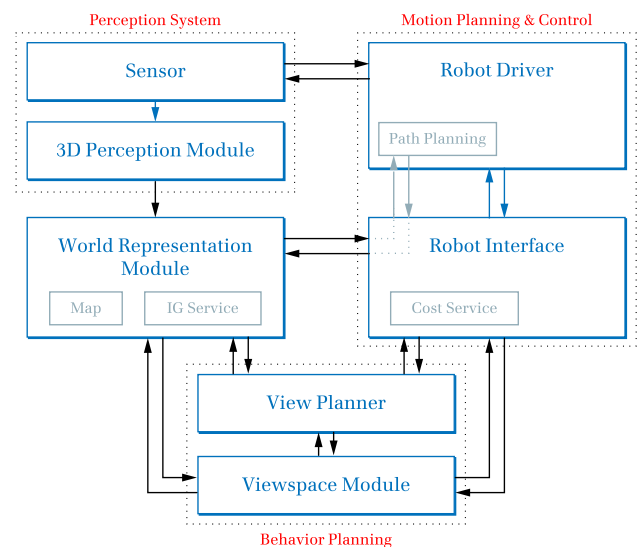 Perception System
Motion Planning & Control
Sensor
Robot Driver
Path Planning
3D Perception Module
World Representation
Module
Map
IG Service
Robot Interface
Cost Service
View Planner
Viewspace Module
Behavior Planning